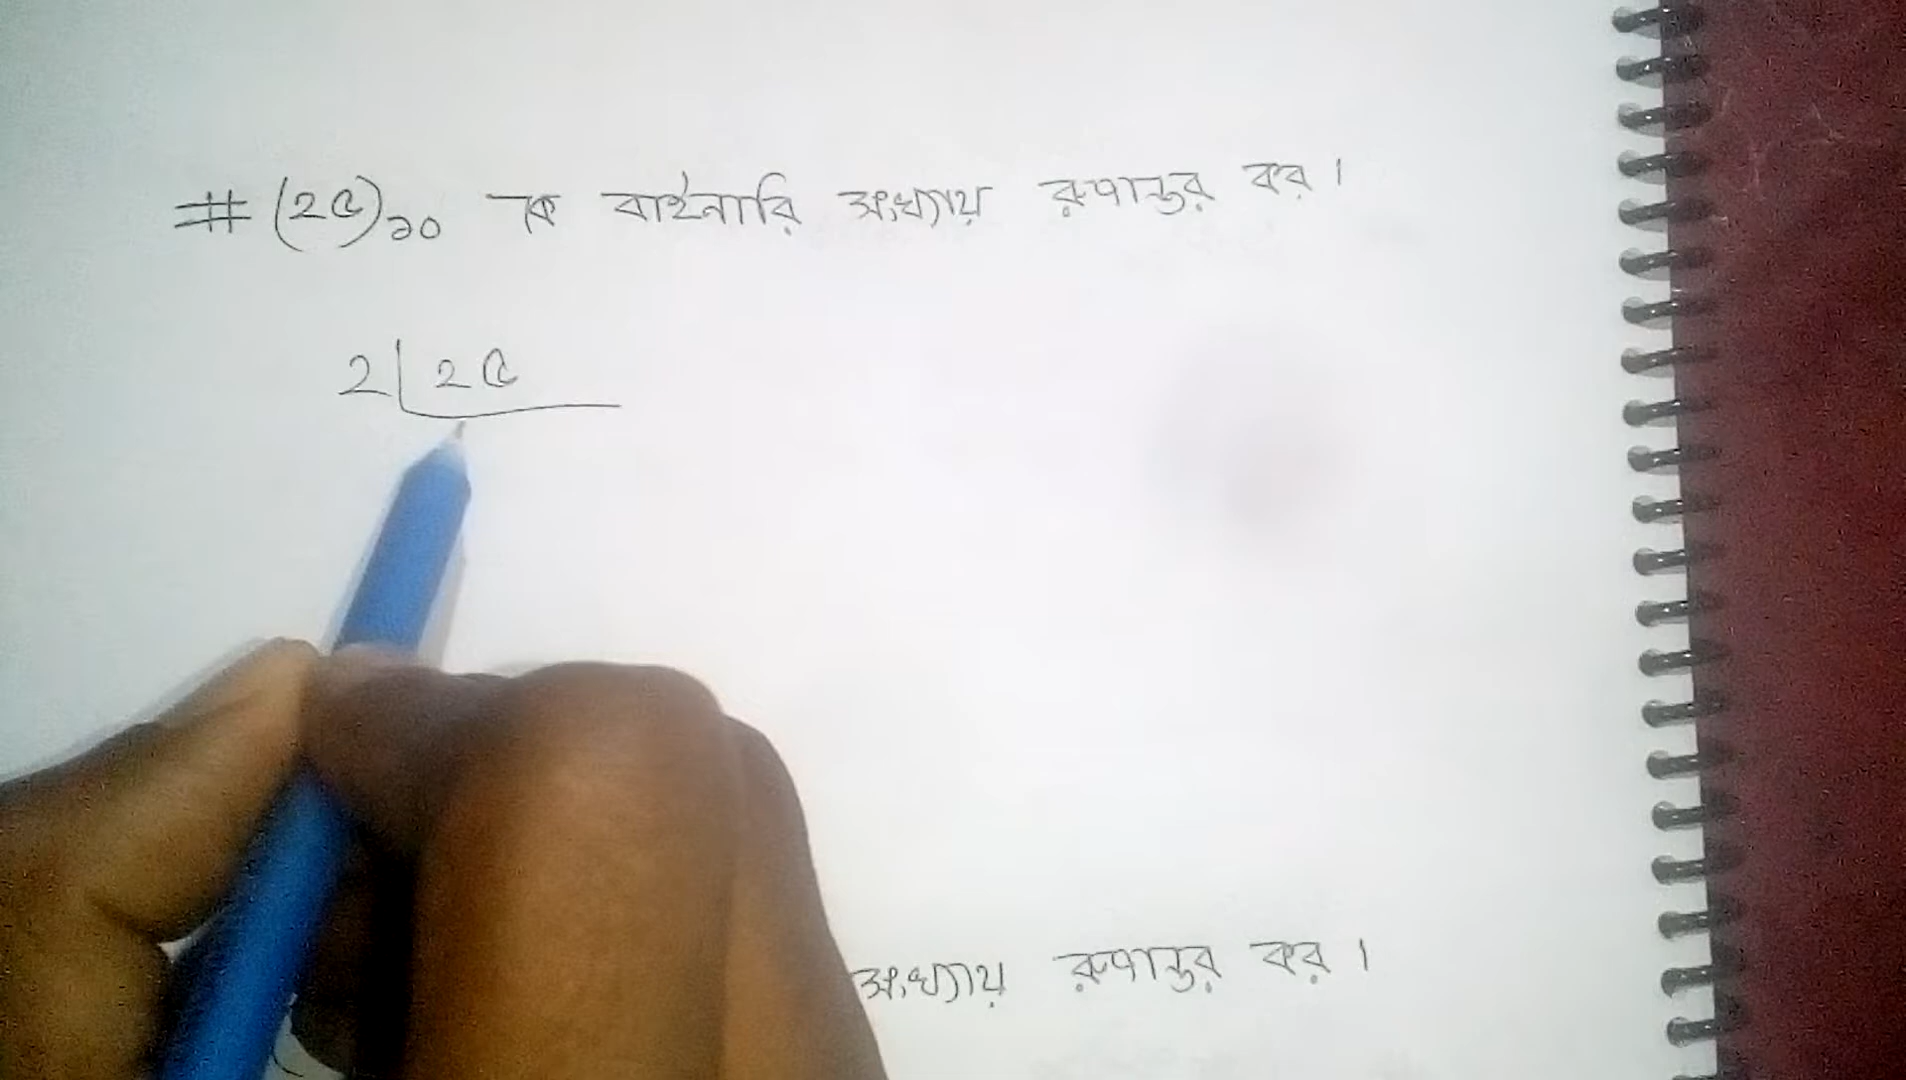 # (২৫)১০ কে বাইনারি সংখ্যায় রুপান্তর কর।
২ ২৫
সংখ্যায় রুপান্তর কর।